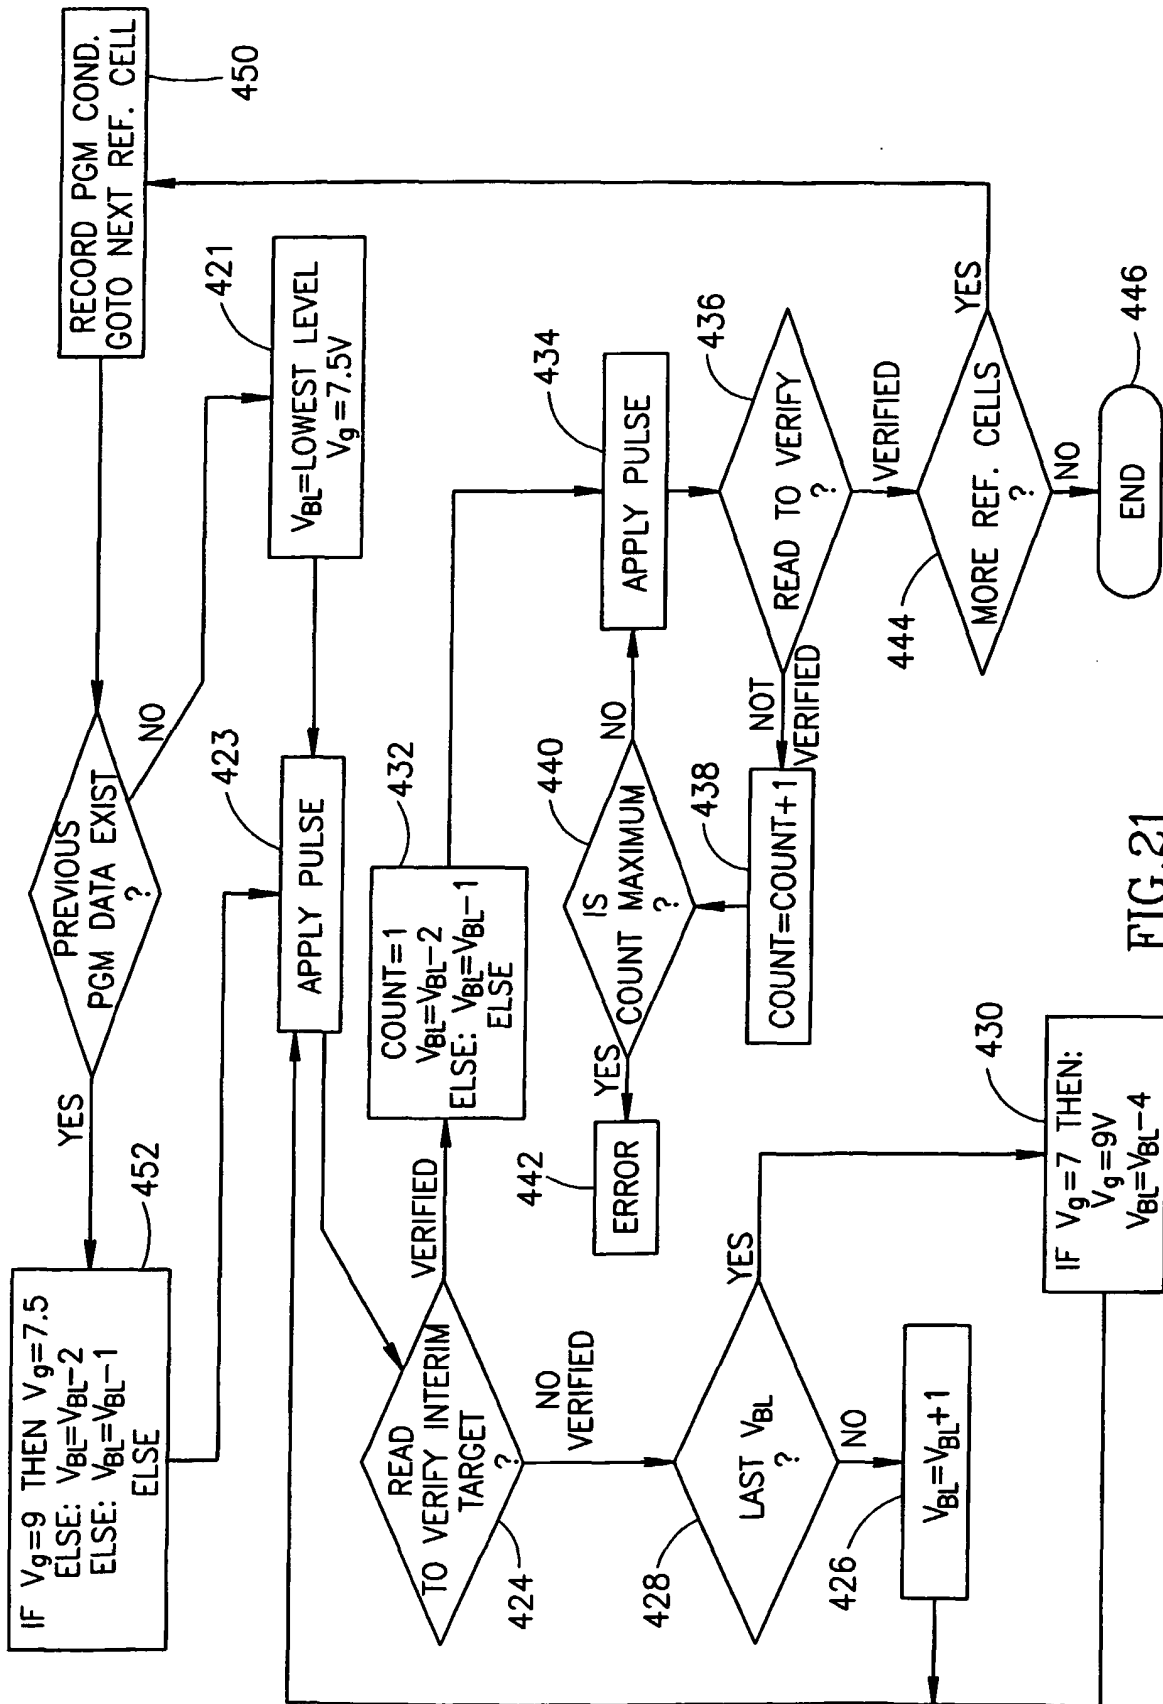 RECORD PGM COND.
GOTO NEXT REF. CELL
450
PREVIOUS
PGM DATA EXIST
?
YES
NO
IF Vg=9 THEN Vg=7.5
ELSE: VBL=VBL-2
ELSE: VBL=VBL-1
ELSE
452
421
VBL=LOWEST LEVEL
Vg=7.5V
423
APPLY PULSE
READ
TO VERIFY INTERIM
TARGET
?
424
VERIFIED
NO
VERIFIED
432
COUNT=1
VBL=VBL-2
ELSE: VBL=VBL-1
ELSE
434
APPLY PULSE
436
READ TO VERIFY
?
NOT
VERIFIED
VERIFIED
438
COUNT=COUNT+1
440
IS
COUNT MAXIMUM
?
NO
YES
442
ERROR
444
MORE REF. CELLS
?
YES
NO
446
END
428
LAST VBL
?
YES
NO
426
VBL=VBL+1
430
IF Vg=7 THEN:
Vg=9V
VBL=VBL-4
FIG.21